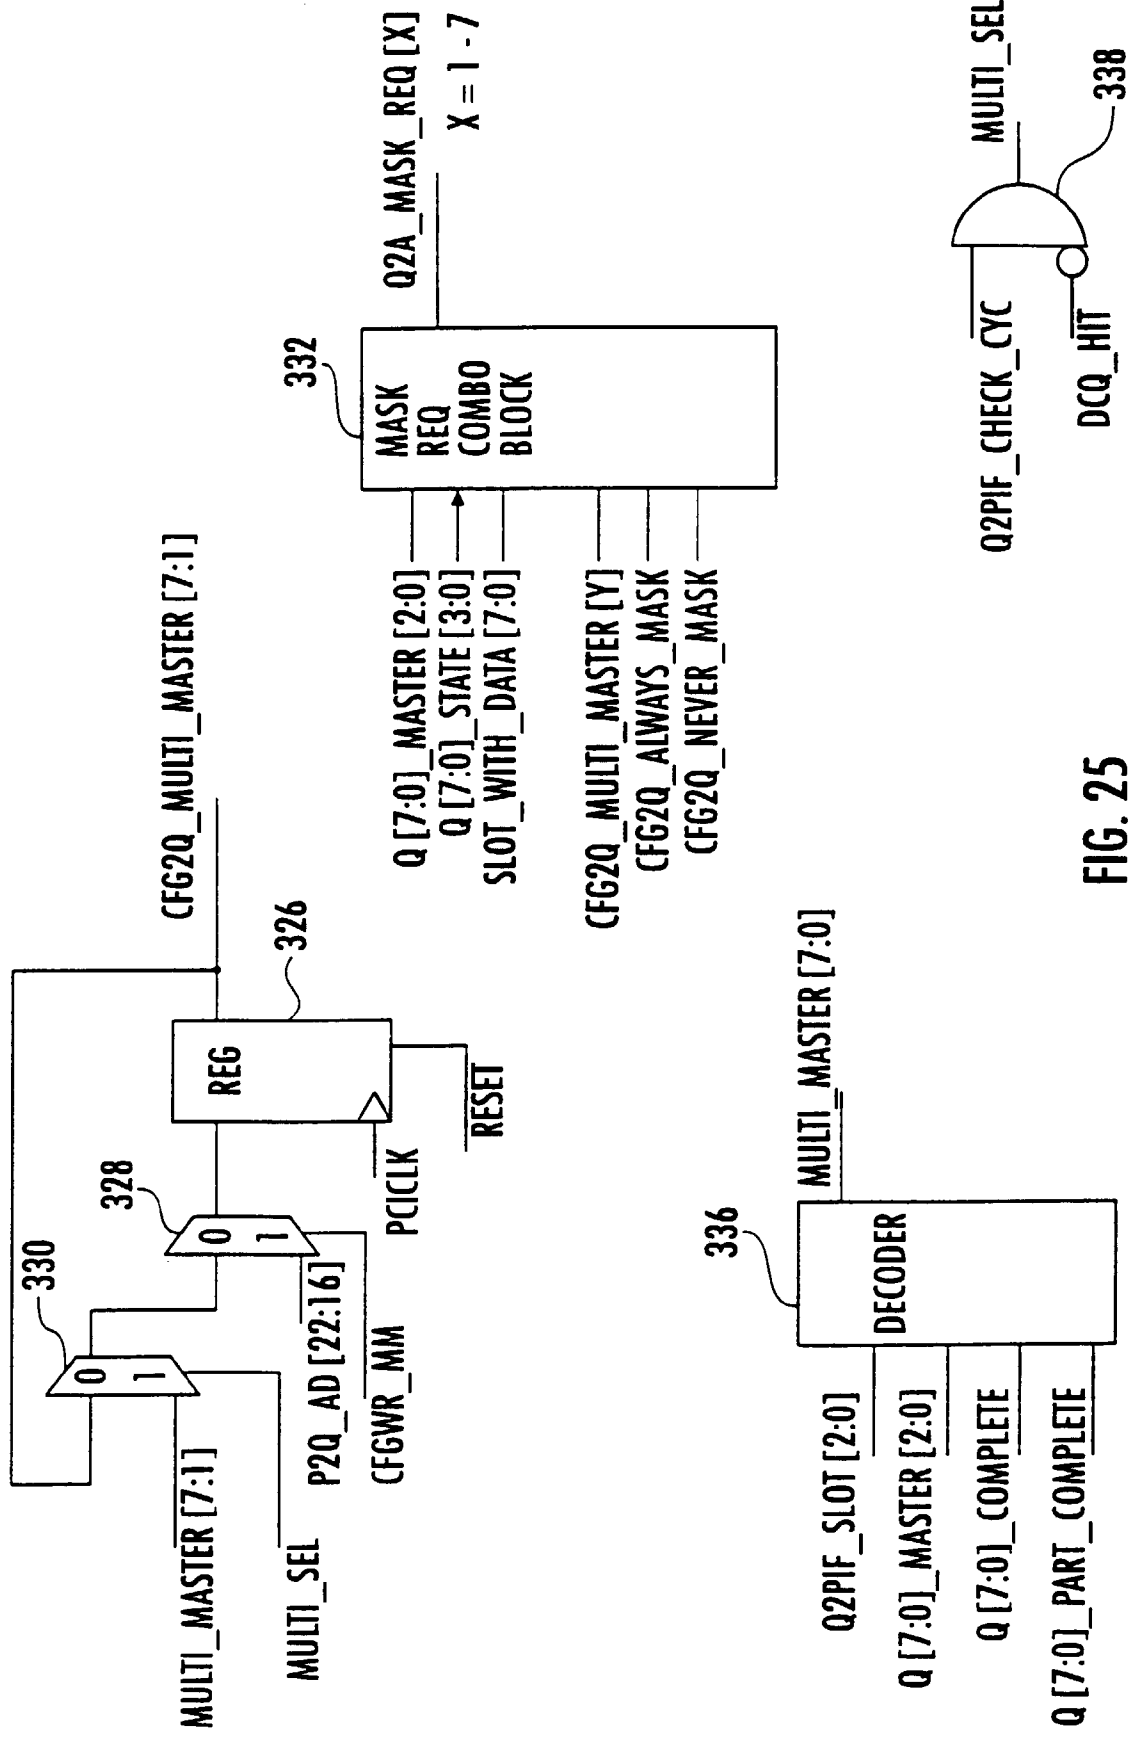 CFG2Q_MULTI_MASTER [7:1]
330
0
1
328
0
1
326
REG
MULTI_MASTER [7:1]
MULTI_SEL
P2Q_AD [22:16]
CFGWR_MM
PCICLK
RESET
332
MASK
REQ
COMBO
BLOCK
Q2A_MASK_REQ [X]
X = 1 - 7
Q [7:0]_MASTER [2:0]
Q [7:0]_STATE [3:0]
SLOT_WITH_DATA [7:0]
CFG2Q_MULTI_MASTER [Y]
CFG2Q_ALWAYS_MASK
CFG2Q_NEVER_MASK
336
DECODER
MULTI_MASTER [7:0]
Q2PIF_SLOT [2:0]
Q [7:0]_MASTER [2:0]
Q [7:0]_COMPLETE
Q [7:0]_PART_COMPLETE
Q2PIF_CHECK_CYC
DCQ_HIT
MULTI_SEL
338
FIG. 25